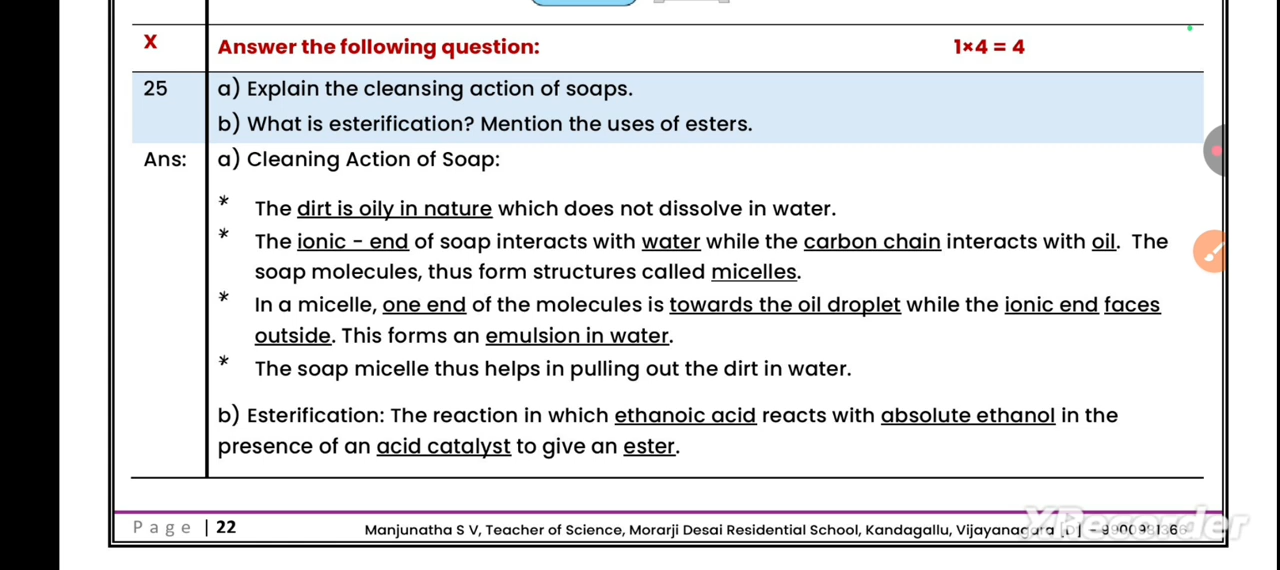 X Answer the following question: 1×4 = 4
25 a) Explain the cleansing action of soaps.
b) What is esterification? Mention the uses of esters.
Ans: a) Cleaning Action of Soap:
* The dirt is oily in nature which does not dissolve in water.
* The ionic - end of soap interacts with water while the carbon chain interacts with oil. The
soap molecules, thus form structures called micelles.
* In a micelle, one end of the molecules is towards the oil droplet while the ionic end faces
outside. This forms an emulsion in water.
* The soap micelle thus helps in pulling out the dirt in water.
b) Esterification: The reaction in which ethanoic acid reacts with absolute ethanol in the
presence of an acid catalyst to give an ester.
Page | 22 Manjunatha S V, Teacher of Science, Morarji Desai Residential School, Kandagallu, Vijayanagara
XRecorder